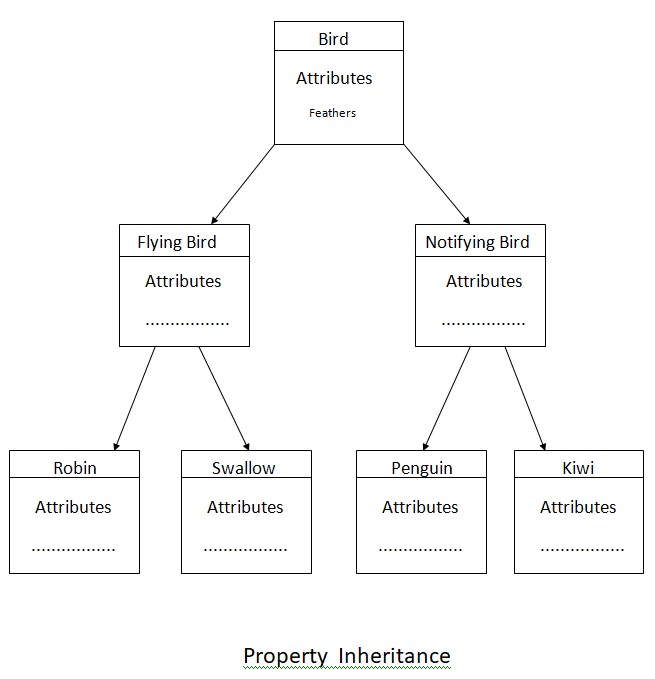 Bird
Attributes
Feathers
Flying Bird
Attributes
.................
Notifying Bird
Attributes
.................
Robin
Attributes
.................
Swallow
Attributes
.................
Penguin
Attributes
.................
Kiwi
Attributes
.................
Property Inheritance